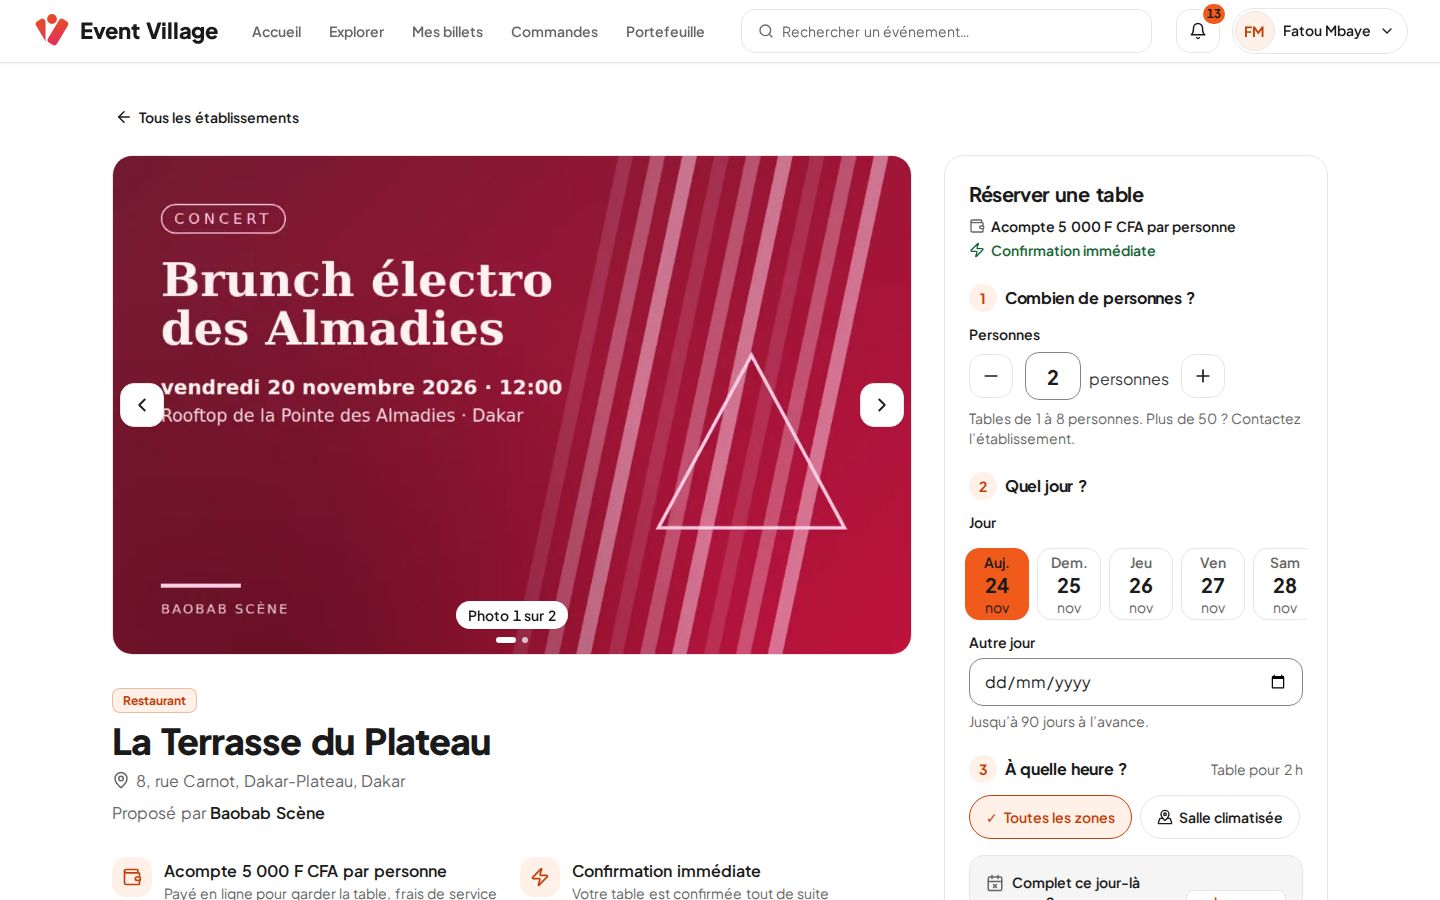 Event Village
Accueil
Explorer
Mes billets
Commandes
Portefeuille
Rechercher un événement…
13
FM
Fatou Mbaye
Tous les établissements
CONCERT
Brunch électro
des Almadies
vendredi 20 novembre 2026 · 12:00
Rooftop de la Pointe des Almadies · Dakar
BAOBAB SCÈNE
Photo 1 sur 2
Restaurant
La Terrasse du Plateau
8, rue Carnot, Dakar-Plateau, Dakar
Proposé par Baobab Scène
Acompte 5 000 F CFA par personne
Payé en ligne pour garder la table, frais de service
Confirmation immédiate
Votre table est confirmée tout de suite
Réserver une table
Acompte 5 000 F CFA par personne
Confirmation immédiate
1 Combien de personnes ?
Personnes
2 personnes
Tables de 1 à 8 personnes. Plus de 50 ? Contactez
l’établissement.
2 Quel jour ?
Jour
Auj. 24 nov
Dem. 25 nov
Jeu 26 nov
Ven 27 nov
Sam 28 nov
Autre jour
dd/mm/yyyy
Jusqu’à 90 jours à l’avance.
3 À quelle heure ?
Table pour 2 h
✓ Toutes les zones
Salle climatisée
Complet ce jour-là